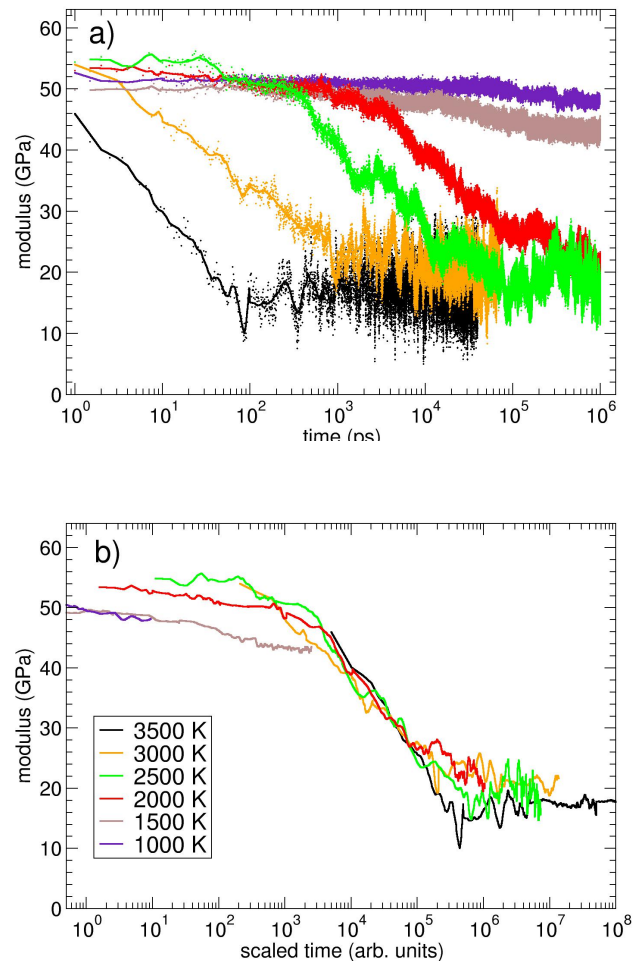 a)
60
50
40
30
20
10
0
modulus (GPa)
10^0 10^1 10^2 10^3 10^4 10^5 10^6
time (ps)
b)
60
50
40
30
20
10
0
modulus (GPa)
3500 K
3000 K
2500 K
2000 K
1500 K
1000 K
10^0 10^1 10^2 10^3 10^4 10^5 10^6 10^7 10^8
scaled time (arb. units)